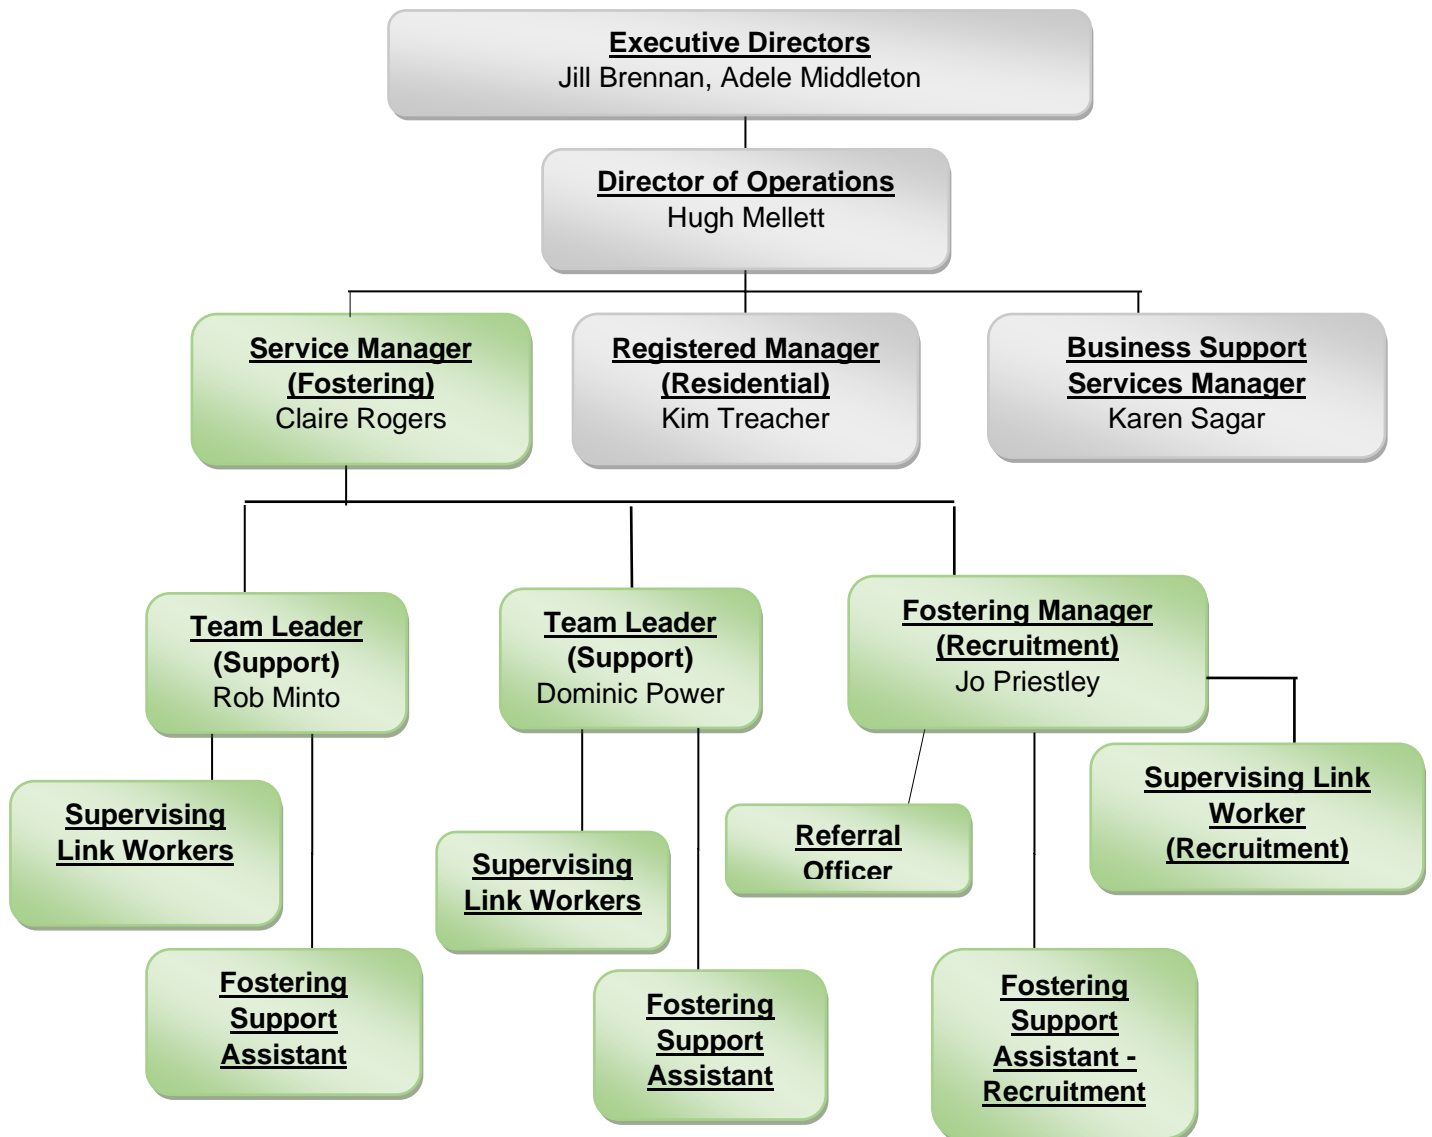 Executive Directors
Jill Brennan, Adele Middleton
Director of Operations
Hugh Mellett
Service Manager
(Fostering)
Claire Rogers
Registered Manager
(Residential)
Kim Treacher
Business Support
Services Manager
Karen Sagar
Team Leader
(Support)
Rob Minto
Team Leader
(Support)
Dominic Power
Fostering Manager
(Recruitment)
Jo Priestley
Supervising
Link Workers
Supervising
Link Workers
Referral
Officer
Supervising Link
Worker
(Recruitment)
Fostering
Support
Assistant
Fostering
Support
Assistant
Fostering
Support
Assistant -
Recruitment